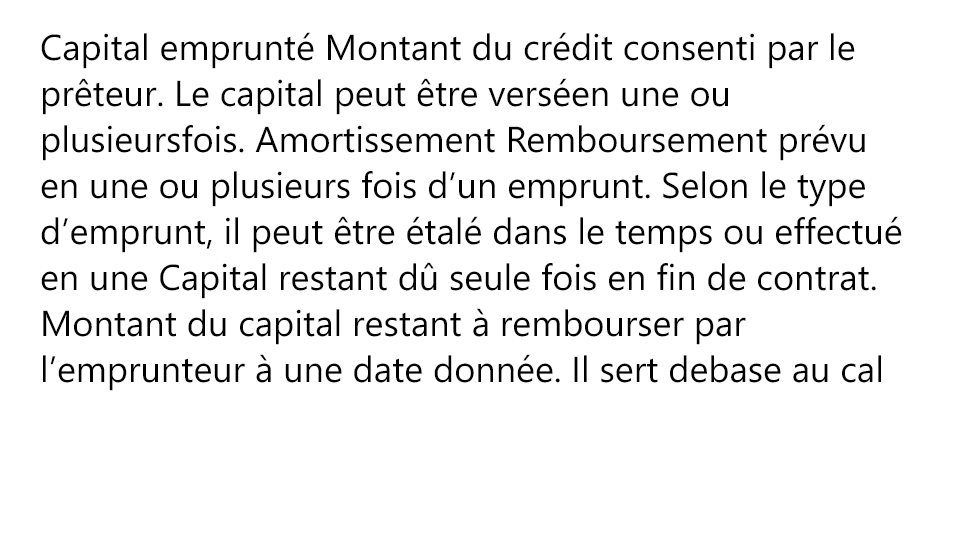 Capital emprunté Montant du crédit consenti par le
prêteur. Le capital peut être verséen une ou
plusieursfois. Amortissement Remboursement prévu
en une ou plusieurs fois d’un emprunt. Selon le type
d’emprunt, il peut être étalé dans le temps ou effectué
en une Capital restant dû seule fois en fin de contrat.
Montant du capital restant à rembourser par
l’emprunteur à une date donnée. Il sert debase au cal